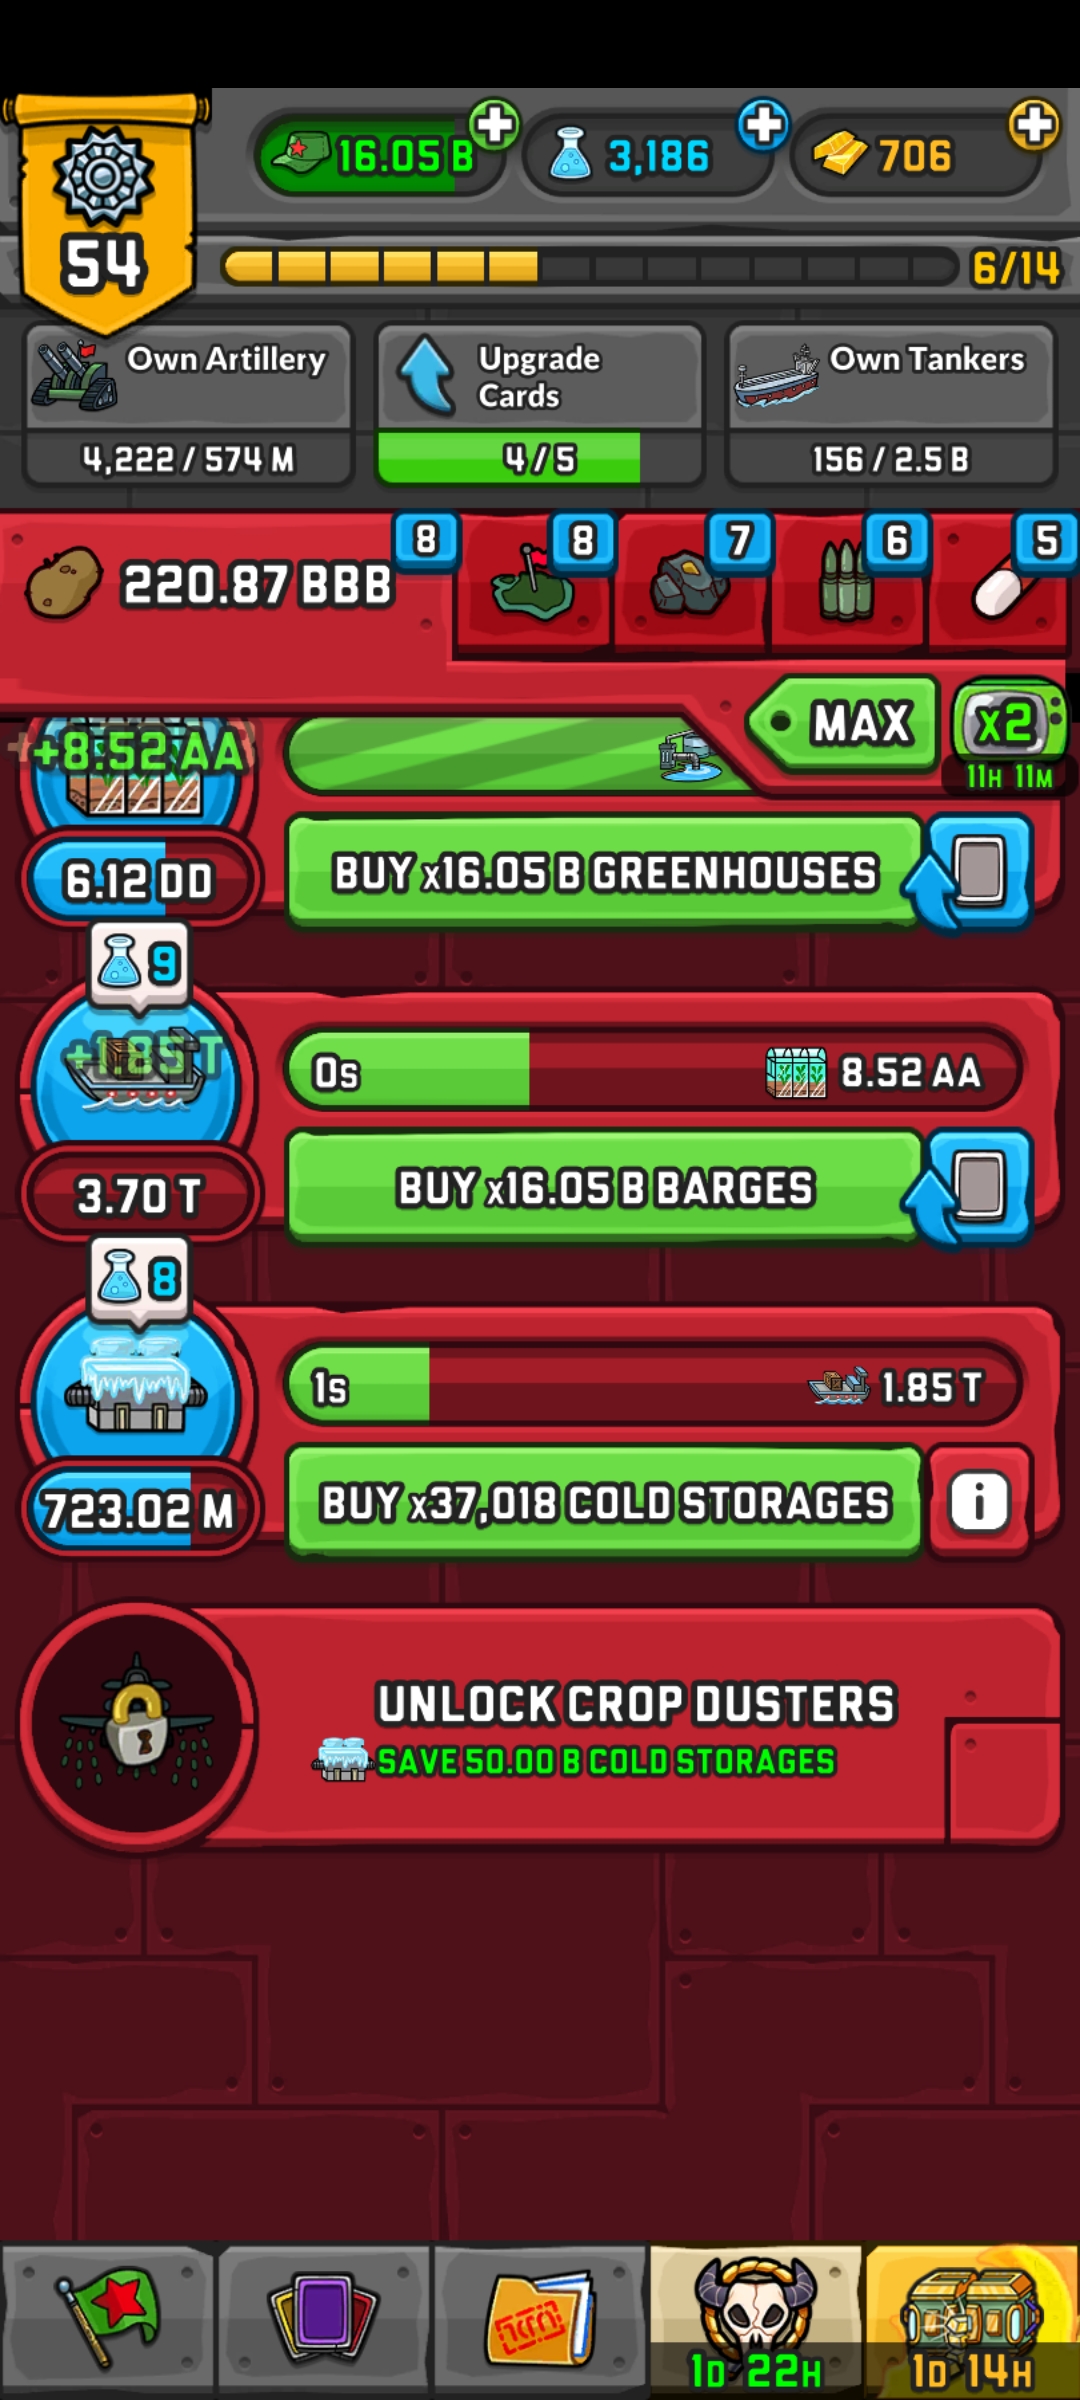 54
16.05 B
3,186
706
6/14
Own Artillery
4,222 / 574 M
Upgrade
Cards
4 / 5
Own Tankers
156 / 2.5 B
220.87 BBB
8
8
7
6
5
MAX
x2
11H 11M
+8.52 AA
6.12 DD
BUY x16.05 B GREENHOUSES
9
+1.85 T
0s
8.52 AA
3.70 T
BUY x16.05 B BARGES
8
1s
1.85 T
723.02 M
BUY x37,018 COLD STORAGES
i
UNLOCK CROP DUSTERS
SAVE 50.00 B COLD STORAGES
1D 22H
1D 14H